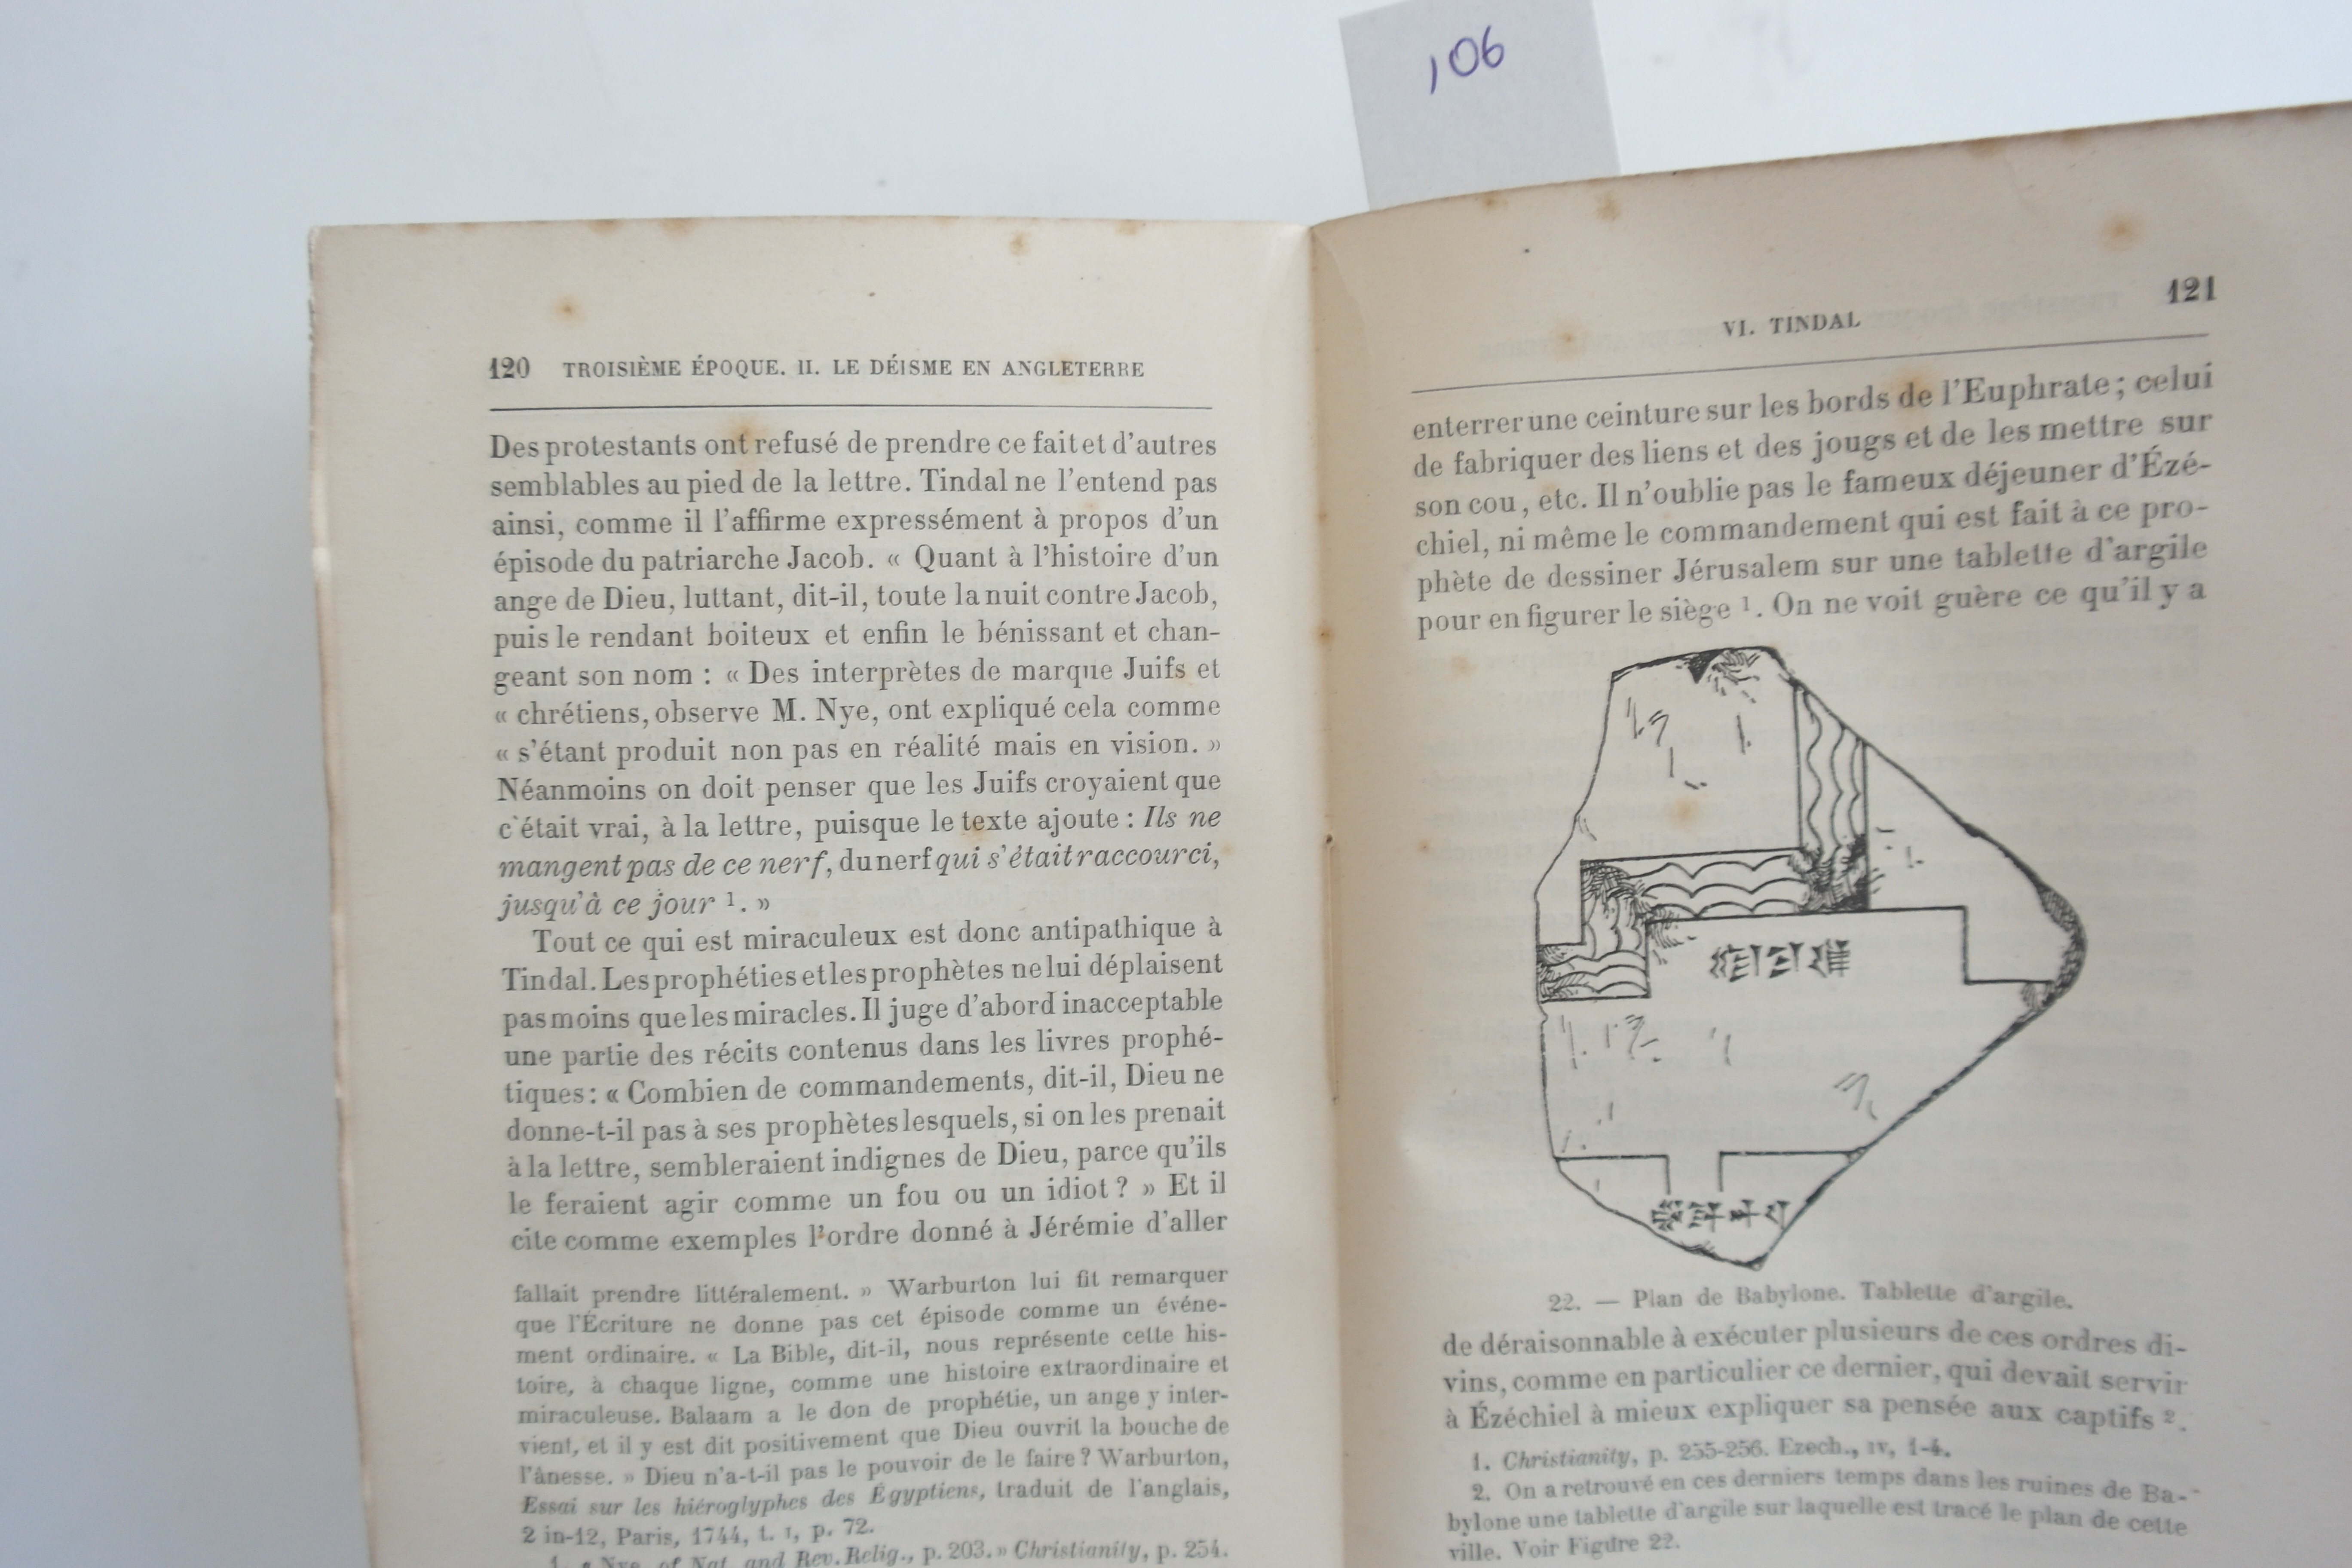 106
120 TROISIÈME ÉPOQUE. II. LE DÉISME EN ANGLETERRE
Des protestants ont refusé de prendre ce fait et d'autres
semblables au pied de la lettre. Tindal ne l'entend pas
ainsi, comme il l'affirme expressément à propos d'un
épisode du patriarche Jacob. « Quant à l'histoire d'un
ange de Dieu, luttant, dit-il, toute la nuit contre Jacob,
puis le rendant boiteux et enfin le bénissant et chan-
geant son nom : « Des interprètes de marque Juifs et
« chrétiens, observe M. Nye, ont expliqué cela comme
« s'étant produit non pas en réalité mais en vision. »
Néanmoins on doit penser que les Juifs croyaient que
c'était vrai, à la lettre, puisque le texte ajoute : Ils ne
mangent pas de ce nerf, du nerf qui s'était raccourci,
jusqu'à ce jour 1. »
Tout ce qui est miraculeux est donc antipathique à
Tindal. Les prophéties et les prophètes ne lui déplaisent
pas moins que les miracles. Il juge d'abord inacceptable
une partie des récits contenus dans les livres prophé-
tiques : « Combien de commandements, dit-il, Dieu ne
donne-t-il pas à ses prophètes lesquels, si on les prenait
à la lettre, sembleraient indignes de Dieu, parce qu'ils
le feraient agir comme un fou ou un idiot ? » Et il
cite comme exemples l'ordre donné à Jérémie d'aller
fallait prendre littéralement. » Warburton lui fit remarquer
que l'Écriture ne donne pas cet épisode comme un événe-
ment ordinaire. « La Bible, dit-il, nous représente cette his-
toire, à chaque ligne, comme une histoire extraordinaire et
miraculeuse. Balaam a le don de prophétie, un ange y inter-
vient, et il y est dit positivement que Dieu ouvrit la bouche de
l'ânesse. » Dieu n'a-t-il pas le pouvoir de le faire ? Warburton,
Essai sur les hiéroglyphes des Égyptiens, traduit de l'anglais,
2 in-12, Paris, 1744, t. I, p. 72.
1. « Nye, of Nat. and Rev. Relig., p. 203. » Christianity, p. 254.
VI. TINDAL 121
enterrer une ceinture sur les bords de l'Euphrate ; celui
de fabriquer des liens et des jougs et de les mettre sur
son cou, etc. Il n'oublie pas le fameux déjeuner d'Ézé-
chiel, ni même le commandement qui est fait à ce pro-
phète de dessiner Jérusalem sur une tablette d'argile
pour en figurer le siège 1. On ne voit guère ce qu'il y a
22. — Plan de Babylone. Tablette d'argile.
de déraisonnable à exécuter plusieurs de ces ordres di-
vins, comme en particulier ce dernier, qui devait servir
à Ézéchiel à mieux expliquer sa pensée aux captifs 2.
1. Christianity, p. 255-256. Ezech., IV, 1-4.
2. On a retrouvé en ces derniers temps dans les ruines de Ba-
bylone une tablette d'argile sur laquelle est tracé le plan de cette
ville. Voir Figure 22.